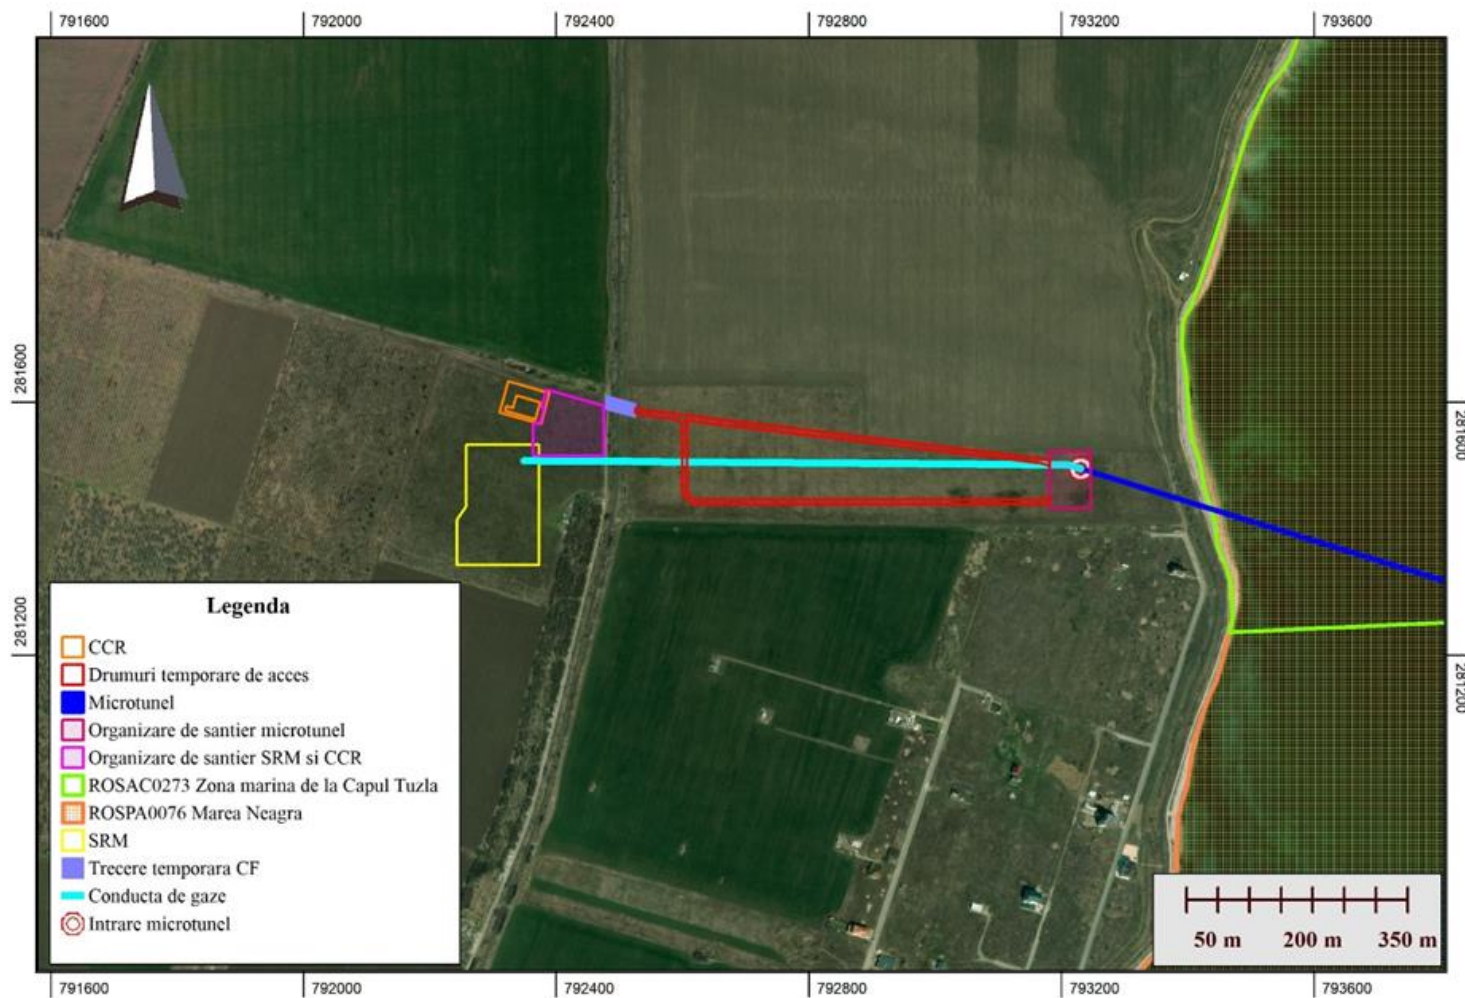 791600 792000 792400 792800 793200 793600
281600
281600
281200
281200
Legenda
CCR
Drumuri temporare de acces
Microtunel
Organizare de santier microtunel
Organizare de santier SRM si CCR
ROSAC0273 Zona marina de la Capul Tuzla
ROSPA0076 Marea Neagra
SRM
Trecere temporara CF
Conducta de gaze
Intrare microtunel
50 m 200 m 350 m
791600 792000 792400 792800 793200 793600